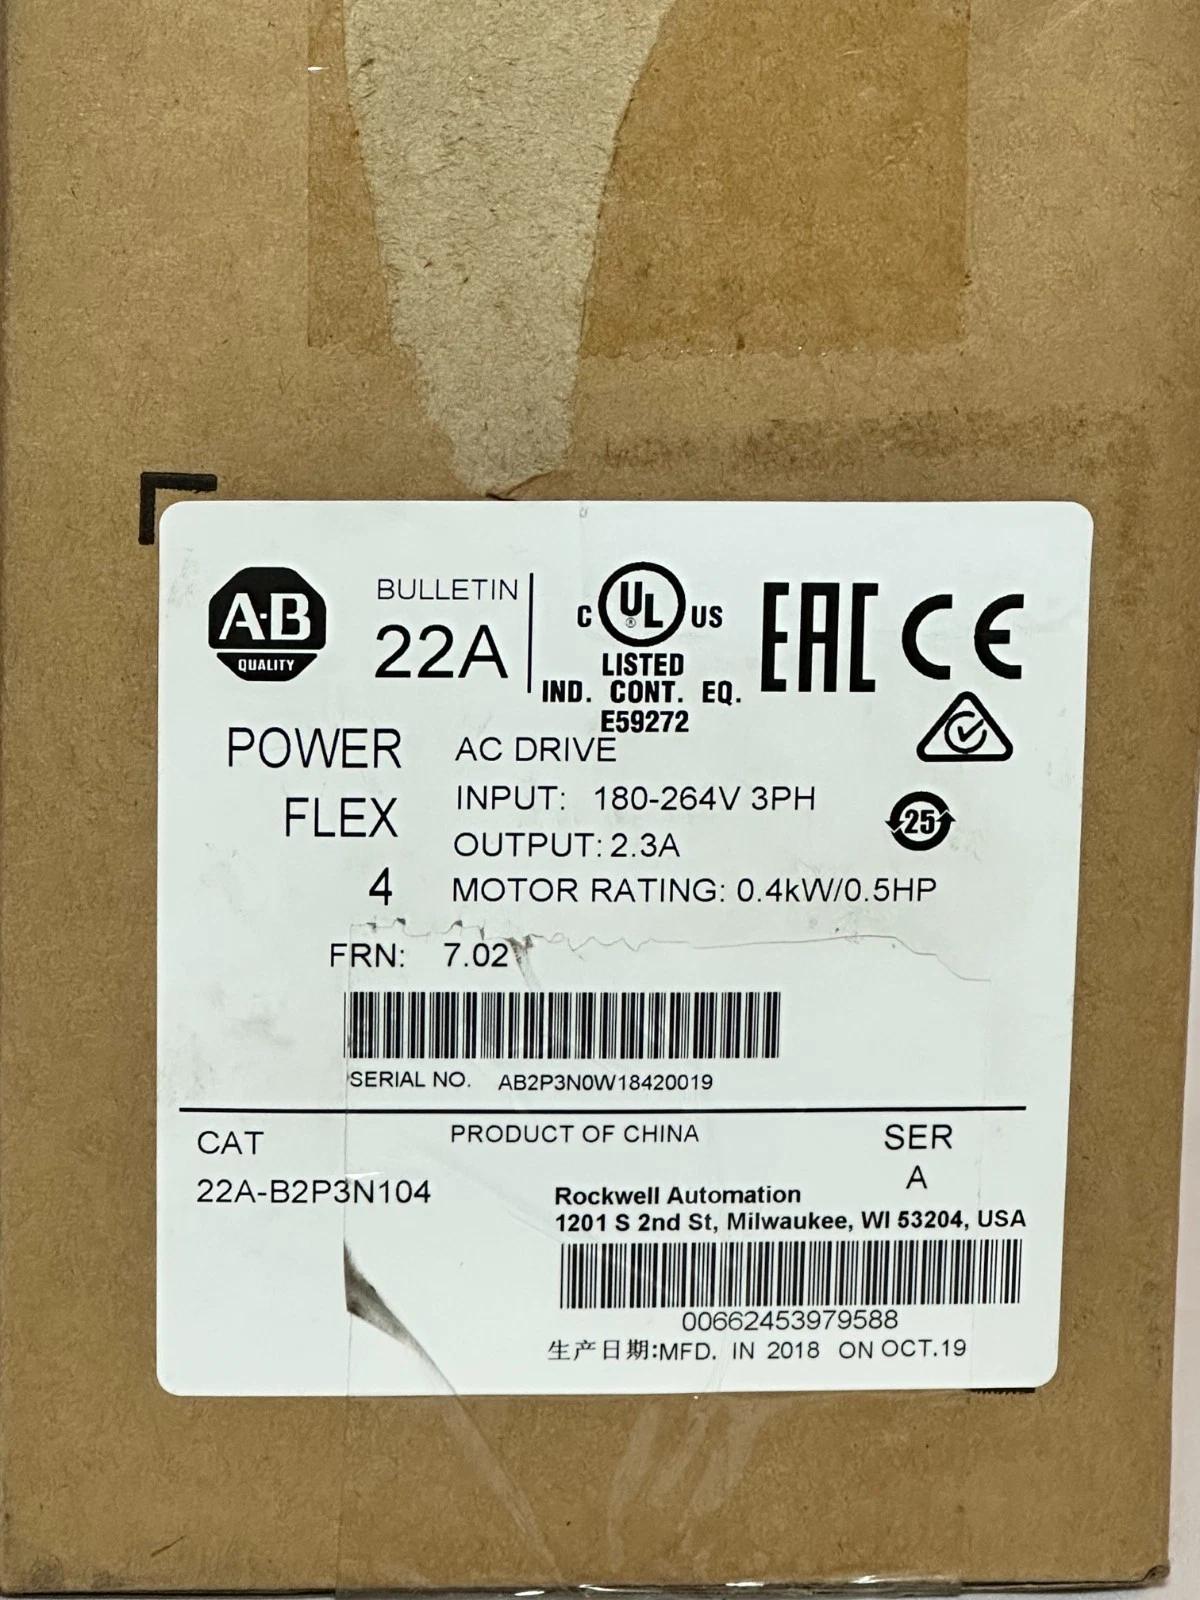 A·B
QUALITY
BULLETIN
22A
C UL ® US
LISTED
IND. CONT. EQ.
E59272
EAC CE
POWER
FLEX
4
AC DRIVE
INPUT: 180-264V 3PH
OUTPUT: 2.3A
MOTOR RATING: 0.4kW/0.5HP
25
FRN: 7.02
SERIAL NO. AB2P3N0W18420019
CAT
22A-B2P3N104
PRODUCT OF CHINA
SER
A
Rockwell Automation
1201 S 2nd St, Milwaukee, WI 53204, USA
00662453979588
生产日期:MFD. IN 2018 ON OCT.19